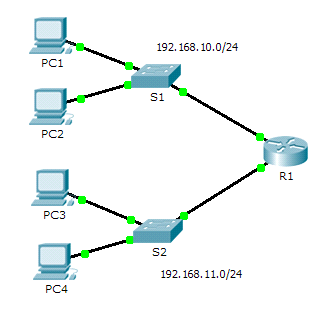 192.168.10.0/24
PC1
S1
PC2
R1
PC3
S2
192.168.11.0/24
PC4